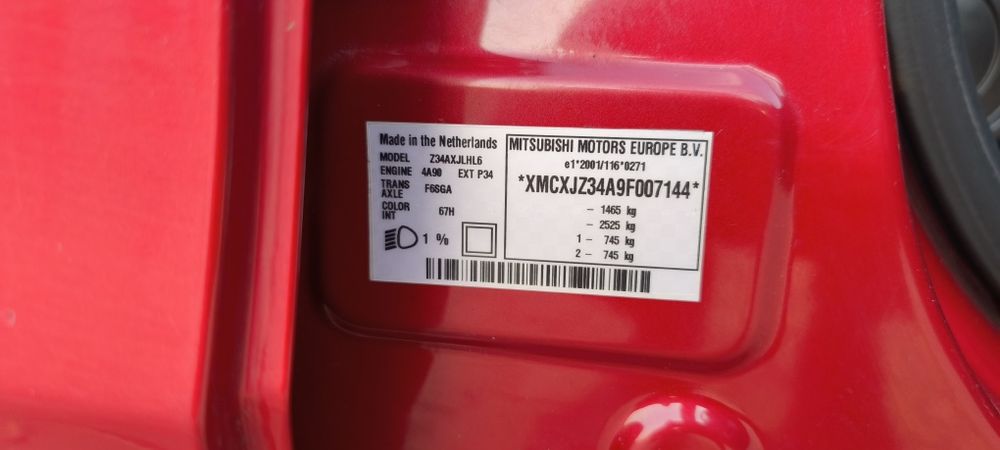 Made in the Netherlands
MODEL Z34AXJLHL6
ENGINE 4A90 EXT P34
TRANS AXLE F6SGA
COLOR INT 67H
1 %
MITSUBISHI MOTORS EUROPE B.V.
e1*2001/116*0271
*XMCXJZ34A9F007144*
– 1465 kg
– 2525 kg
1 – 745 kg
2 – 745 kg